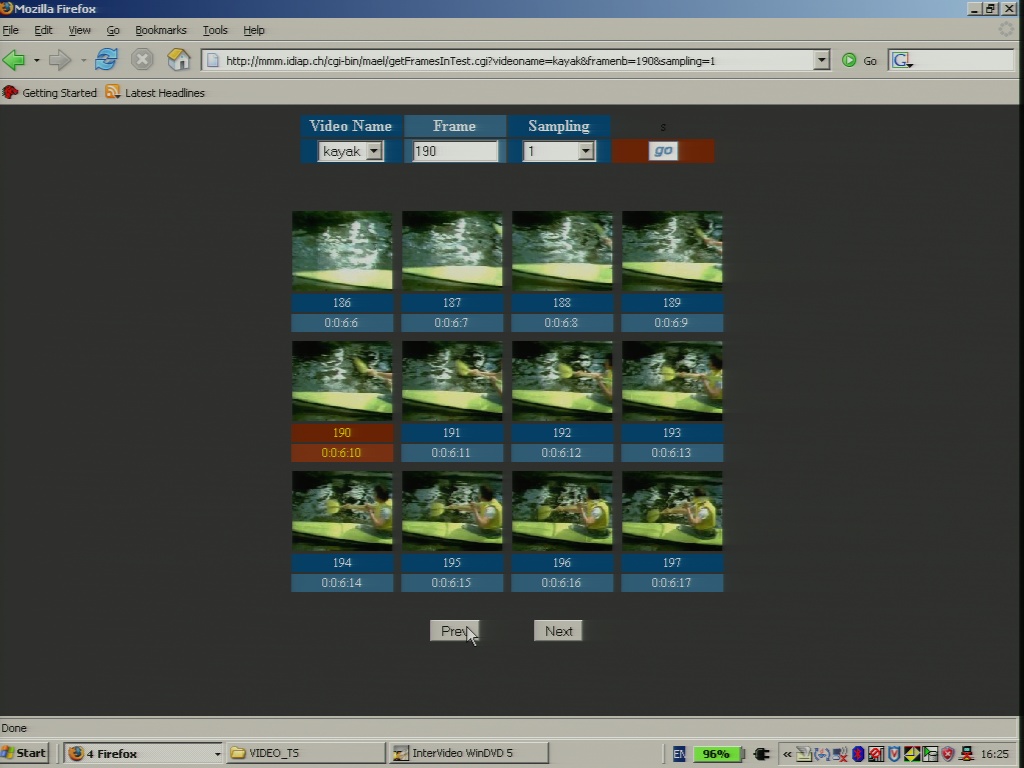 Mozilla Firefox
File Edit View Go Bookmarks Tools Help
http://mmm.idiap.ch/cgi-bin/mael/getFramesInTest.cgi?videoname=kayak&framenb=190&sampling=1
Go
G
Getting Started Latest Headlines
Video Name Frame Sampling s
kayak 190 1 go
186 187 188 189
0:0:6:6 0:0:6:7 0:0:6:8 0:0:6:9
190 191 192 193
0:0:6:10 0:0:6:11 0:0:6:12 0:0:6:13
194 195 196 197
0:0:6:14 0:0:6:15 0:0:6:16 0:0:6:17
Prev Next
Done
Start 4 Firefox VIDEO_TS InterVideo WinDVD 5 EN 96% « 16:25